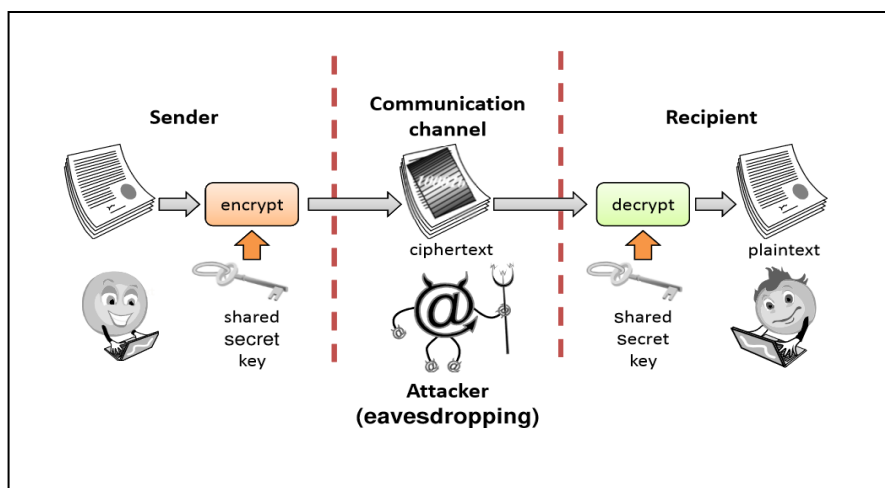 Sender
Communication
channel
Recipient
encrypt
decrypt
ciphertext
plaintext
shared
secret
key
shared
secret
key
@
Attacker
(eavesdropping)